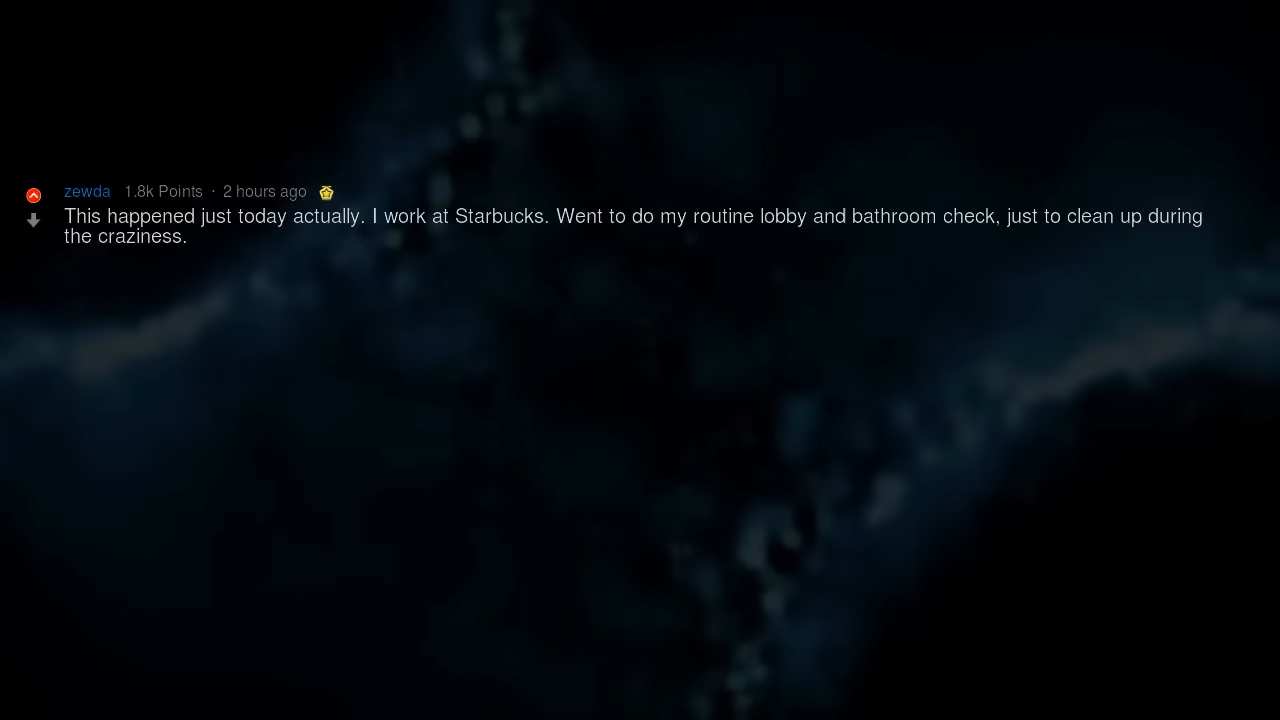 zewda 1.8k Points · 2 hours ago
This happened just today actually. I work at Starbucks. Went to do my routine lobby and bathroom check, just to clean up during
the craziness.